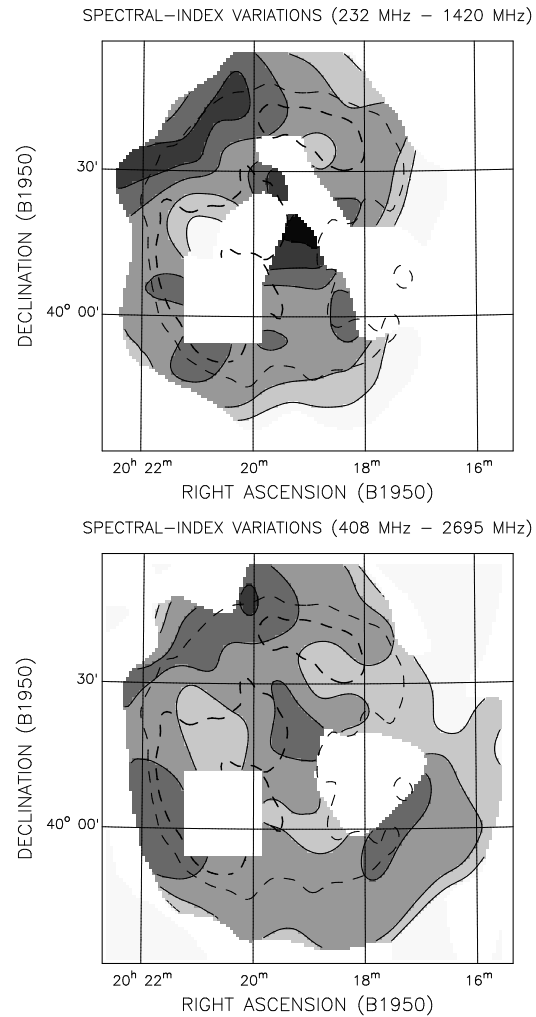 SPECTRAL-INDEX VARIATIONS (232 MHz - 1420 MHz)
DECLINATION (B1950)
30'
40° 00'
20h 22m 20m 18m 16m
RIGHT ASCENSION (B1950)
SPECTRAL-INDEX VARIATIONS (408 MHz - 2695 MHz)
DECLINATION (B1950)
30'
40° 00'
20h 22m 20m 18m 16m
RIGHT ASCENSION (B1950)